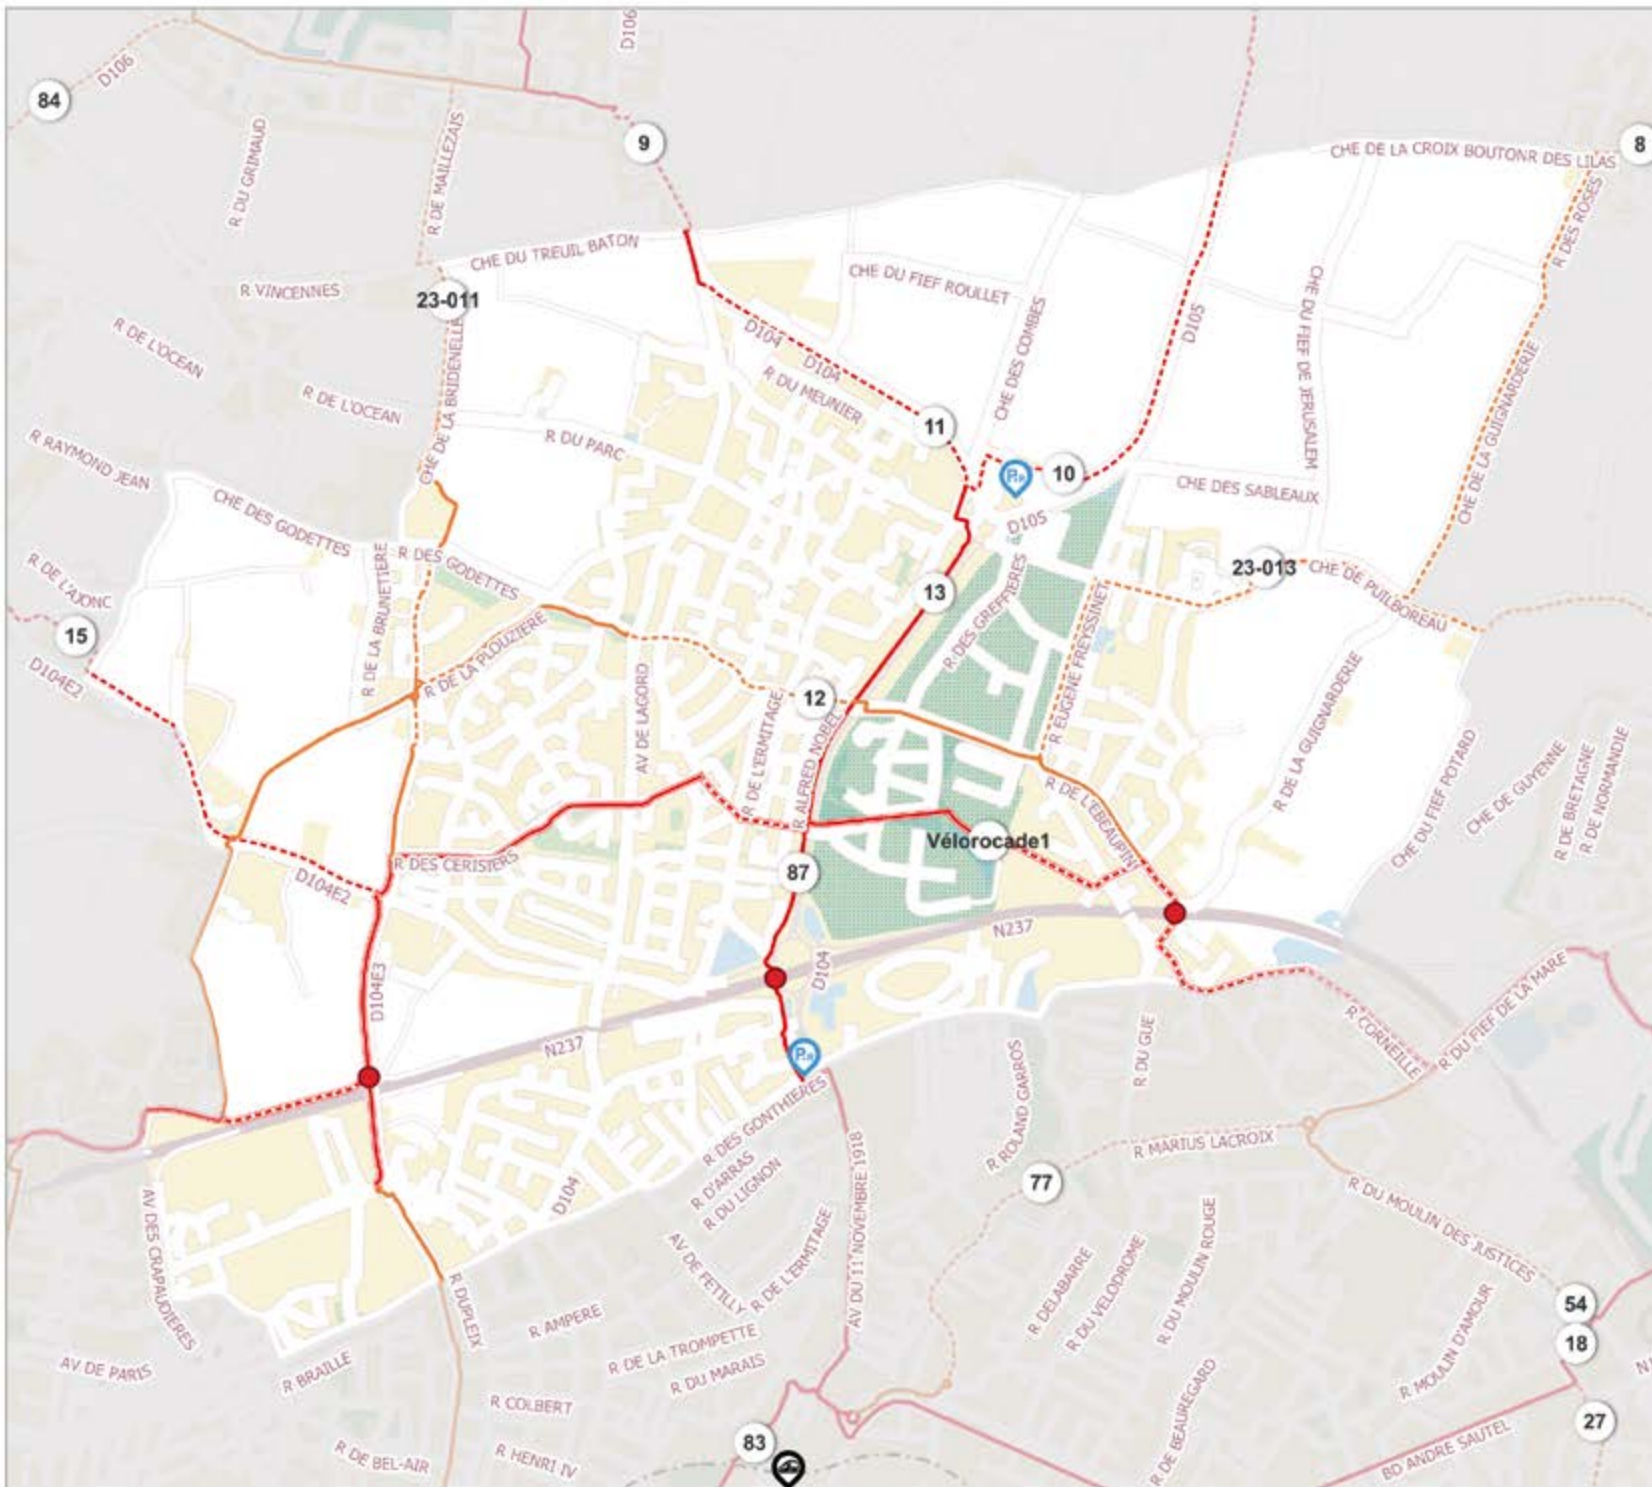 D106
D106
84
9
8
R DU GRIMAUD
R DE MAILLEZAIS
CHE DE LA CROIX BOUTONR DES LILAS
R DES ROSES
CHE DU TREUIL BATON
R VINCENNES
23-011
CHE DU FIEF ROULLET
CHE DES COMBES
D105
CHE DU FIEF DE JERUSALEM
R DE L'OCEAN
D104
D104
R DU MEUNIER
CHE DE LA BRIDENELLE
R DE L'OCEAN
CHE DE LA GUIGNARDERIE
R RAYMOND JEAN
R DU PARC
11
10
CHE DES SABLEAUX
D105
CHE DES GODETTES
R DES GODETTES
R DE LA BRUNETTIERE
R DE L'AJONC
13
R DES GREFFIERES
23-013
CHE DE PUILBOREAU
15
D104E2
R DE LA PLOUZIERE
R EUGENE FREYSSINET
AV DE LAGORD
12
R DE L'ERMITAGE
R ALFRED NOBEL
R DE LA GUIGNARDERIE
CHE DU FIEF POTARD
CHE DE GUYENNE
R DE BRETAGNE
R DE NORMANDIE
R DE L'EBEAUPIN
Vélorocade1
R DES CERISIERS
87
D104E2
N237
D104
D104E3
N237
R DU FIEF DE LA MARE
R CORNEILLE
R DU GUE
R ROLAND GARROS
R DES GONTHIERES
R D'ARRAS
R DU LIGNON
R MARIUS LACROIX
77
D104
AV DU 11 NOVEMBRE 1918
R DU MOULIN DES JUSTICES
AV DES CRAPAUDIERES
AV DE FETILLY
R DE L'ERMITAGE
R DELABARRE
R DU VELODROME
R DU MOULIN ROUGE
R DUPLEIX
R AMPERE
54
18
R DE LA TROMPETTE
R DU MARAIS
R MOULIN D'AMOUR
AV DE PARIS
R BRAILLE
R COLBERT
R DE BEAUREGARD
27
83
BD ANDRE SAUTEL
R DE BEL-AIR
R HENRI IV